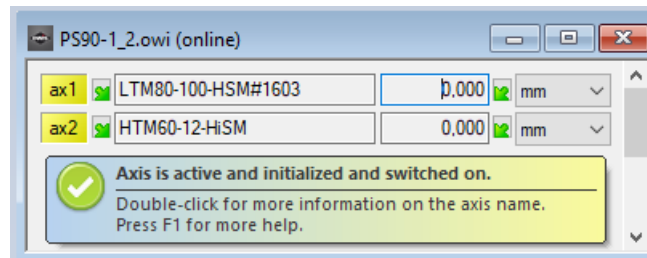 PS90-1_2.owi (online)
ax1 LTM80-100-HSM#1603 0,000 mm
ax2 HTM60-12-HiSM 0,000 mm
Axis is active and initialized and switched on.
Double-click for more information on the axis name.
Press F1 for more help.